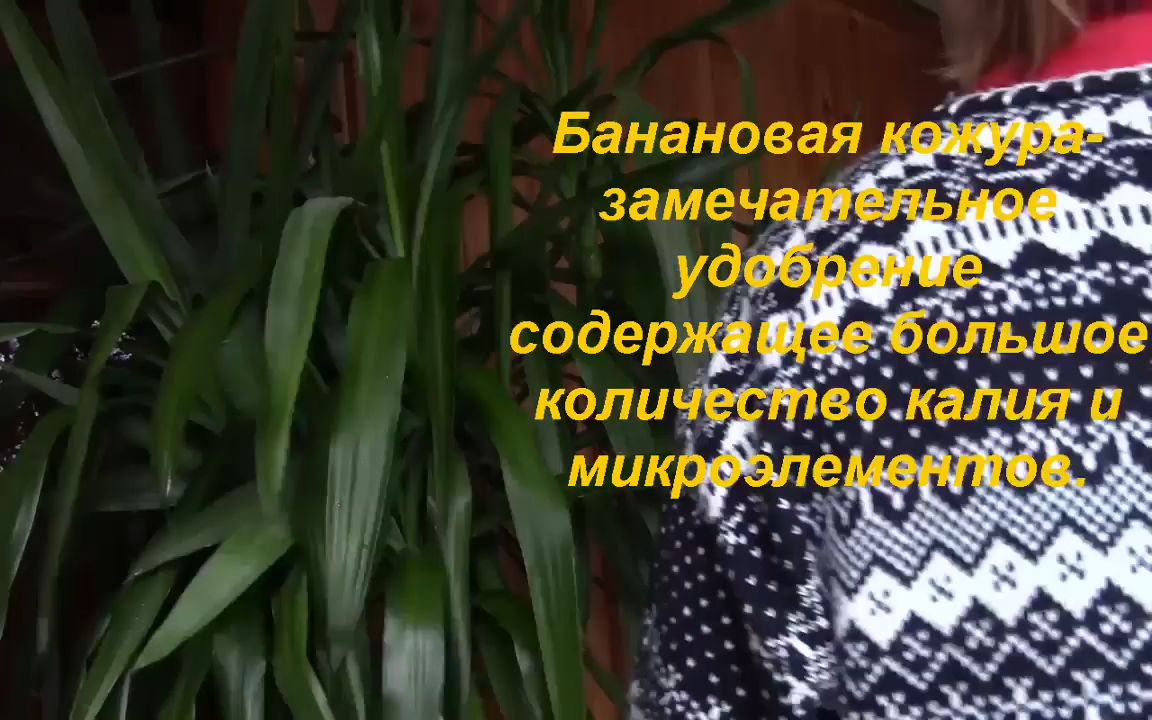 Банановая кожура-
замечательное
удобрение
содержащее большое
количество калия и
микроэлементов.